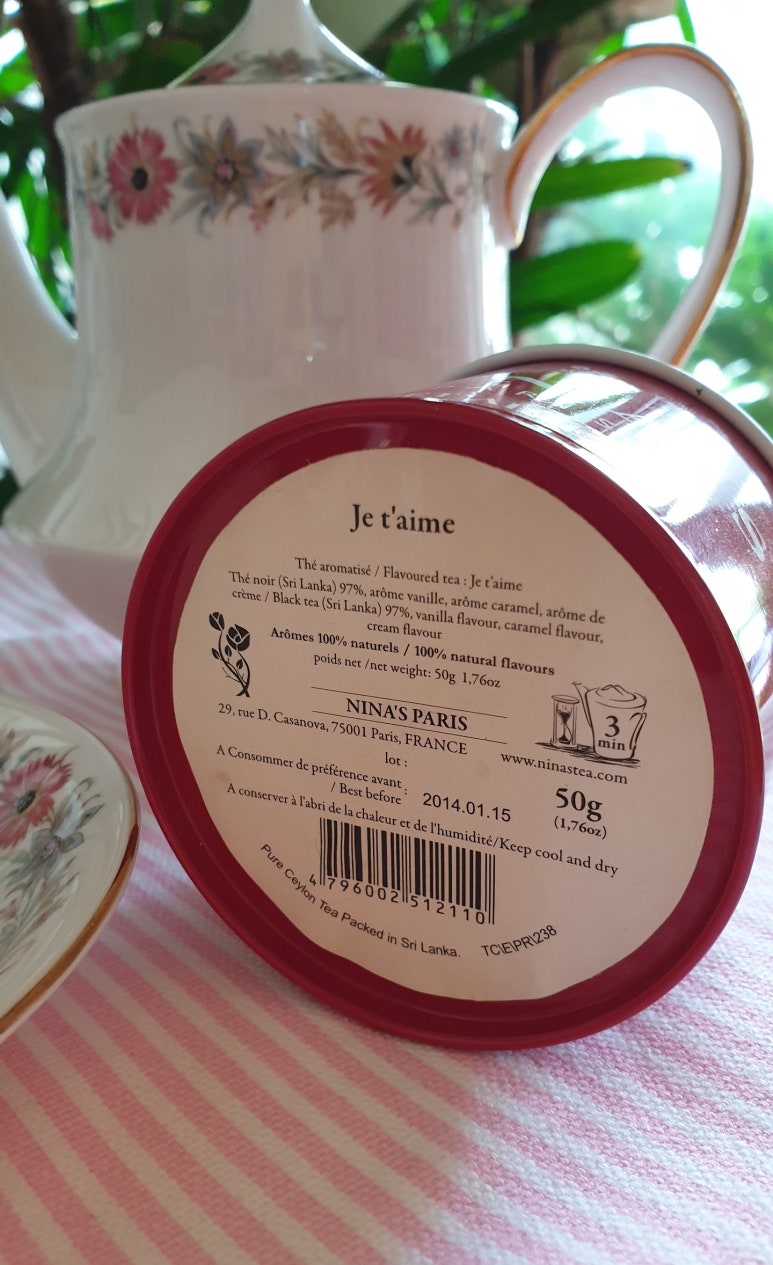 Je t'aime
Thé aromatisé / Flavoured tea : Je t'aime
Thé noir (Sri Lanka) 97%, arôme vanille, arôme caramel, arôme de
crème / Black tea (Sri Lanka) 97%, vanilla flavour, caramel flavour,
cream flavour
Arômes 100% naturels / 100% natural flavours
poids net /net weight: 50g 1,76oz
NINA'S PARIS
29, rue D. Casanova, 75001 Paris, FRANCE
lot :
www.ninastea.com
3
min
A Consommer de préférence avant :
/ Best before
2014.01.15
50g
(1,76oz)
A conserver à l'abri de la chaleur et de l'humidité/Keep cool and dry
4 796002 512110
Pure Ceylon Tea Packed in Sri Lanka.
TC\E\PR\238